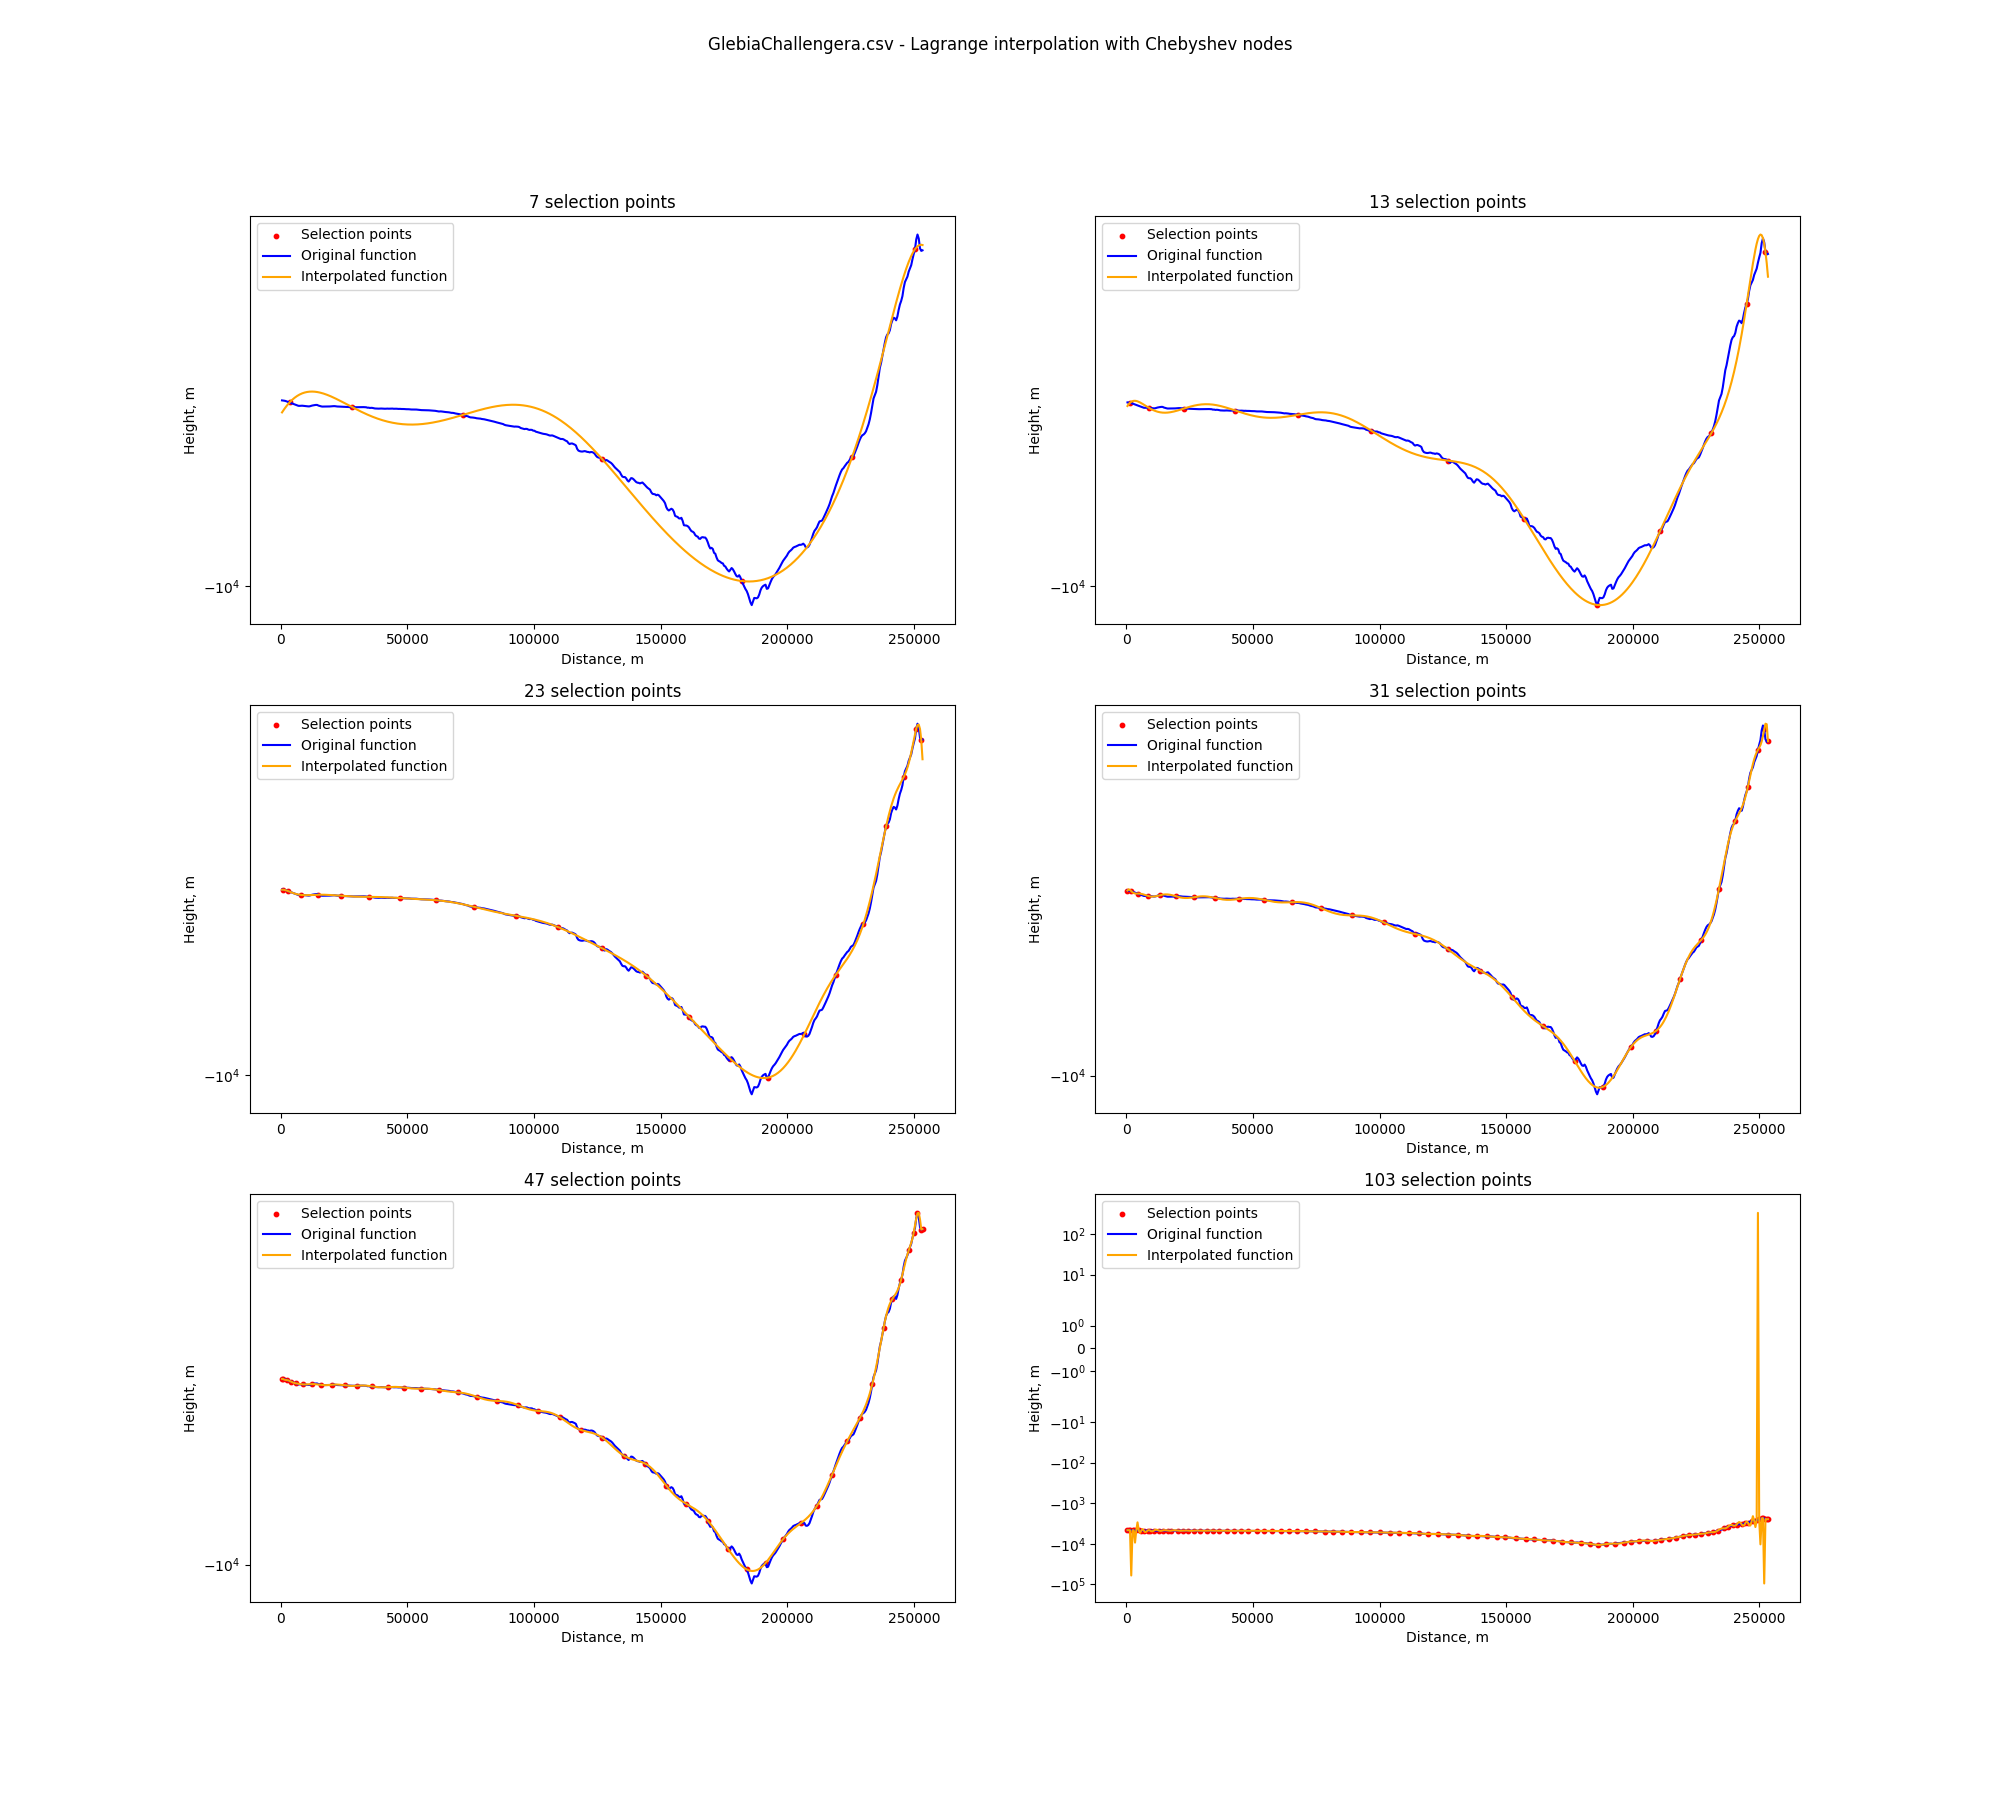 GlebiaChallengera.csv - Lagrange interpolation with Chebyshev nodes
7 selection points
Selection points
Original function
Interpolated function
Height, m
−10⁴
0 50000 100000 150000 200000 250000
Distance, m
13 selection points
Selection points
Original function
Interpolated function
Height, m
−10⁴
0 50000 100000 150000 200000 250000
Distance, m
23 selection points
Selection points
Original function
Interpolated function
Height, m
−10⁴
0 50000 100000 150000 200000 250000
Distance, m
31 selection points
Selection points
Original function
Interpolated function
Height, m
−10⁴
0 50000 100000 150000 200000 250000
Distance, m
47 selection points
Selection points
Original function
Interpolated function
Height, m
−10⁴
0 50000 100000 150000 200000 250000
Distance, m
103 selection points
Selection points
Original function
Interpolated function
Height, m
10²
10¹
10⁰
0
−10⁰
−10¹
−10²
−10³
−10⁴
−10⁵
0 50000 100000 150000 200000 250000
Distance, m